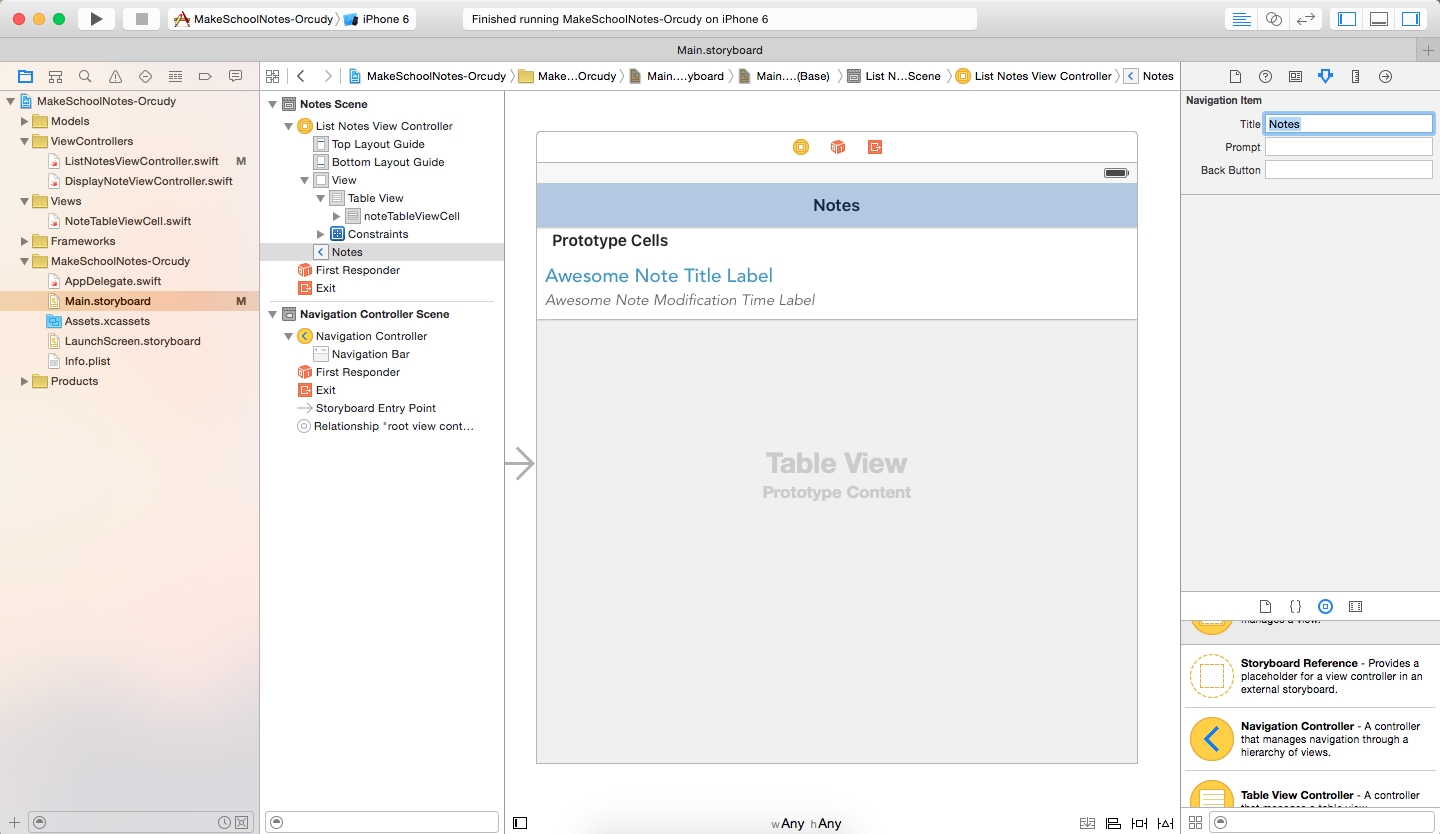 MakeSchoolNotes-Orcudy
iPhone 6
Finished running MakeSchoolNotes-Orcudy on iPhone 6
Main.storyboard
MakeSchoolNotes-Orcudy
Make...Orcudy
Main....yboard
Main....(Base)
List N...Scene
List Notes View Controller
Notes
MakeSchoolNotes-Orcudy
Models
ViewControllers
ListNotesViewController.swift M
DisplayNoteViewController.swift
Views
NoteTableViewCell.swift
Frameworks
MakeSchoolNotes-Orcudy
AppDelegate.swift
Main.storyboard M
Assets.xcassets
LaunchScreen.storyboard
Info.plist
Products
Notes Scene
List Notes View Controller
Top Layout Guide
Bottom Layout Guide
View
Table View
noteTableViewCell
Constraints
Notes
First Responder
Exit
Navigation Controller Scene
Navigation Controller
Navigation Bar
First Responder
Exit
Storyboard Entry Point
Relationship "root view cont...
Notes
Prototype Cells
Awesome Note Title Label
Awesome Note Modification Time Label
Table View
Prototype Content
wAny hAny
Navigation Item
Title Notes
Prompt
Back Button
manages a view.
Storyboard Reference - Provides a
placeholder for a view controller in an
external storyboard.
Navigation Controller - A controller
that manages navigation through a
hierarchy of views.
Table View Controller - A controller
that manages a table view.